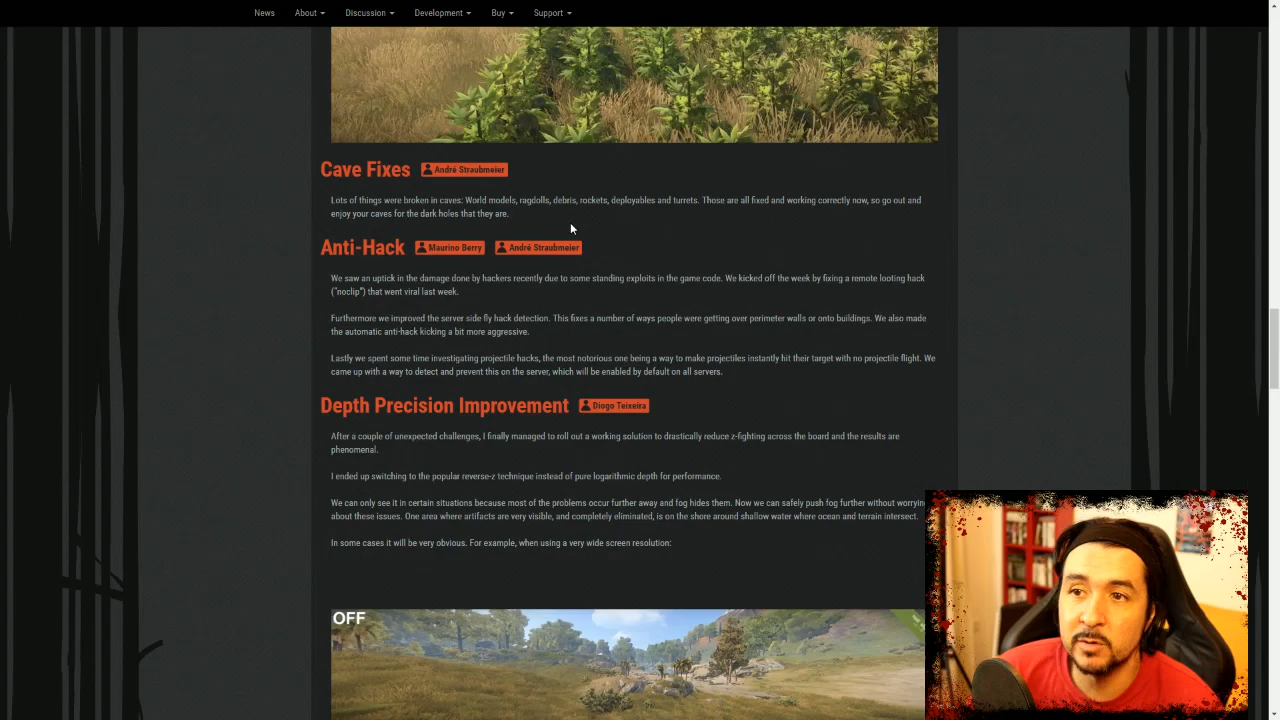 News About Discussion Development Buy Support
Cave Fixes André Straubmeier
Lots of things were broken in caves: World models, ragdolls, debris, rockets, deployables and turrets. Those are all fixed and working correctly now, so go out and
enjoy your caves for the dark holes that they are.
Anti-Hack Maurino Berry André Straubmeier
We saw an uptick in the damage done by hackers recently due to some standing exploits in the game code. We kicked off the week by fixing a remote looting hack
("noclip") that went viral last week.
Furthermore we improved the server side fly hack detection. This fixes a number of ways people were getting over perimeter walls or onto buildings. We also made
the automatic anti-hack kicking a bit more aggressive.
Lastly we spent some time investigating projectile hacks, the most notorious one being a way to make projectiles instantly hit their target with no projectile flight. We
came up with a way to detect and prevent this on the server, which will be enabled by default on all servers.
Depth Precision Improvement Diogo Teixeira
After a couple of unexpected challenges, I finally managed to roll out a working solution to drastically reduce z-fighting across the board and the results are
phenomenal.
I ended up switching to the popular reverse-z technique instead of pure logarithmic depth for performance.
We can only see it in certain situations because most of the problems occur further away and fog hides them. Now we can safely push fog further without worryin
about these issues. One area where artifacts are very visible, and completely eliminated, is on the shore around shallow water where ocean and terrain intersect.
In some cases it will be very obvious. For example, when using a very wide screen resolution:
OFF